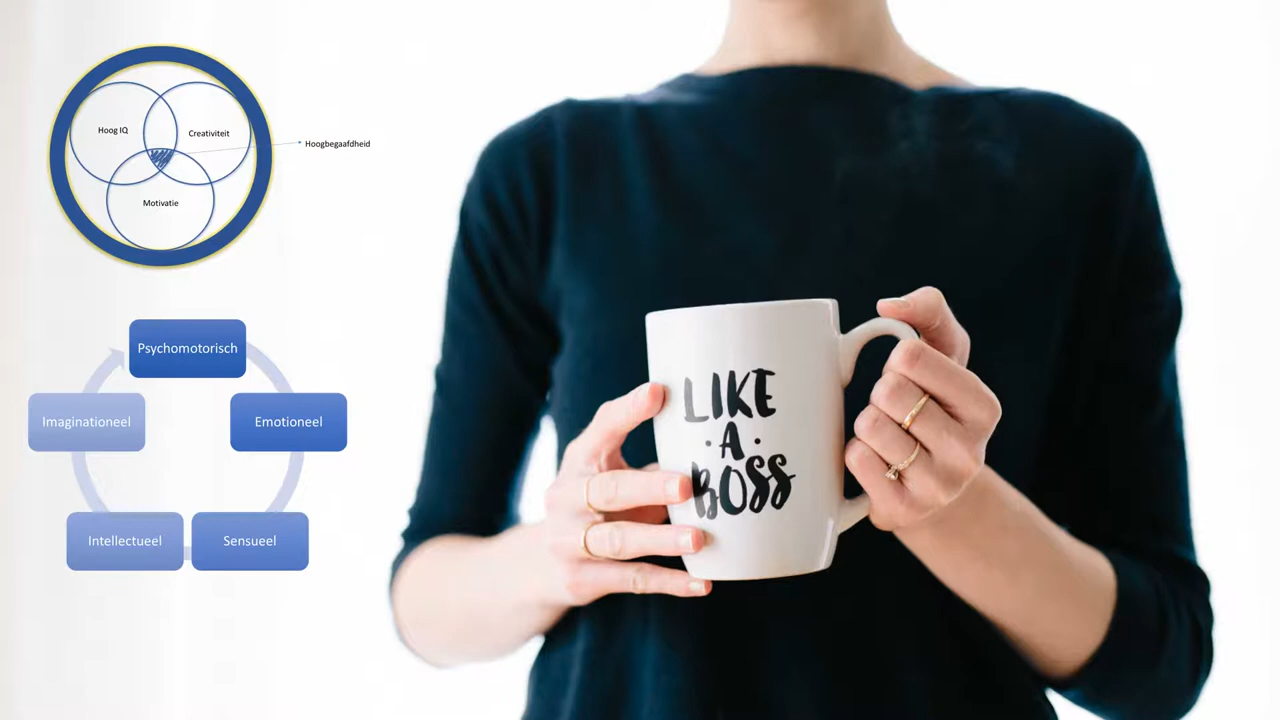 Hoog IQ
Creativiteit
Hoogbegaafdheid
Motivatie
Psychomotorisch
Imaginationeel
Emotioneel
Intellectueel
Sensueel
LIKE
· A ·
BOSS